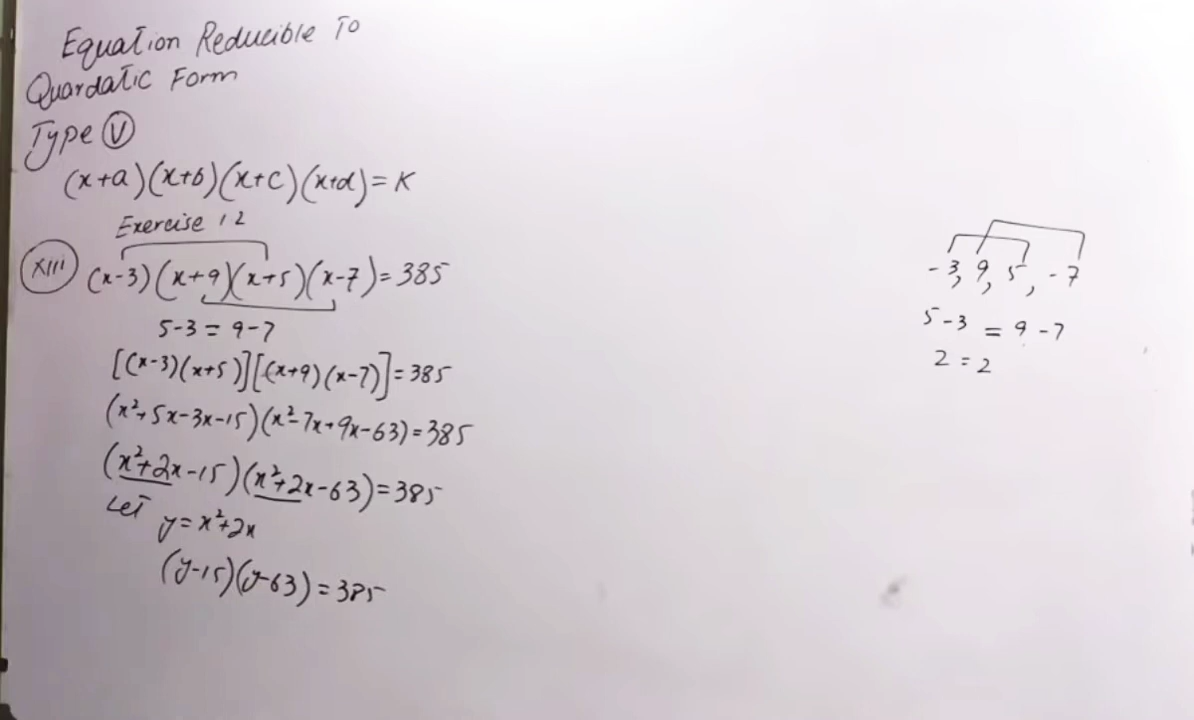 Equation Reducible To
Quardatic Form
Type V
(x+a)(x+b)(x+c)(x+d)=K
Exercise 1 2
XIII (x-3)(x+9)(x+5)(x-7)=385
5-3=9-7
[(x-3)(x+5)][(x+9)(x-7)]=385
(x²+5x-3x-15)(x²-7x+9x-63)=385
(x²+2x-15)(x²+2x-63)=385
Let y=x²+2x
(y-15)(y-63)=385
-3, 9, 5, -7
5-3 = 9-7
2=2